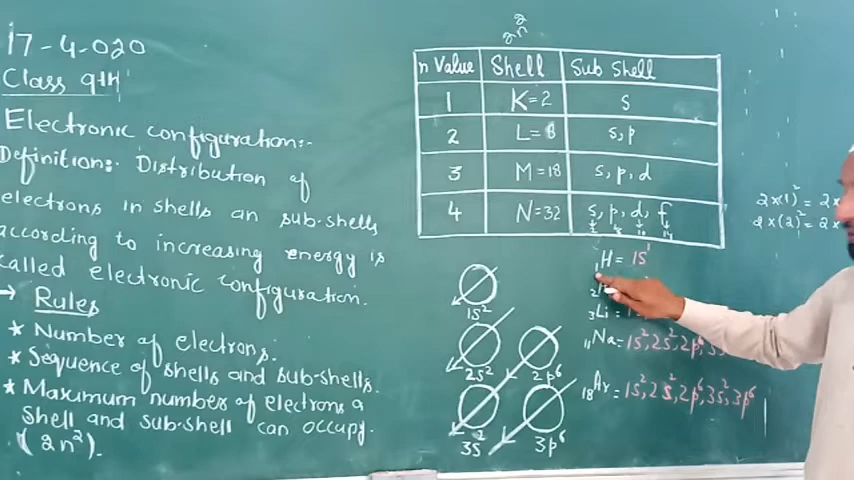 17-4-020
Class 9th
Electronic configuration:-
Definition:- Distribution of
electrons in shells an sub-shells
according to increasing energy is
called electronic configuration.
→ Rules
* Number of electrons.
* Sequence of shells and sub-shells.
* Maximum number of electrons a
shell and sub-shell can occupy.
(2n²).
2n²
n Value Shell Sub Shell
1 K=2 s
2 L=8 s,p
3 M=18 s, p, d
4 N=32 s, p, d, f
2×(1)²= 2×
2×(2)²= 2×
1s²
2s² 2p⁶
3s² 3p⁶
₁H= 1s¹
₃Li =
₁₁Na= 1s²,2s²,2p⁶,3s
₁₈Ar= 1s²,2s²,2p⁶,3s²,3p⁶